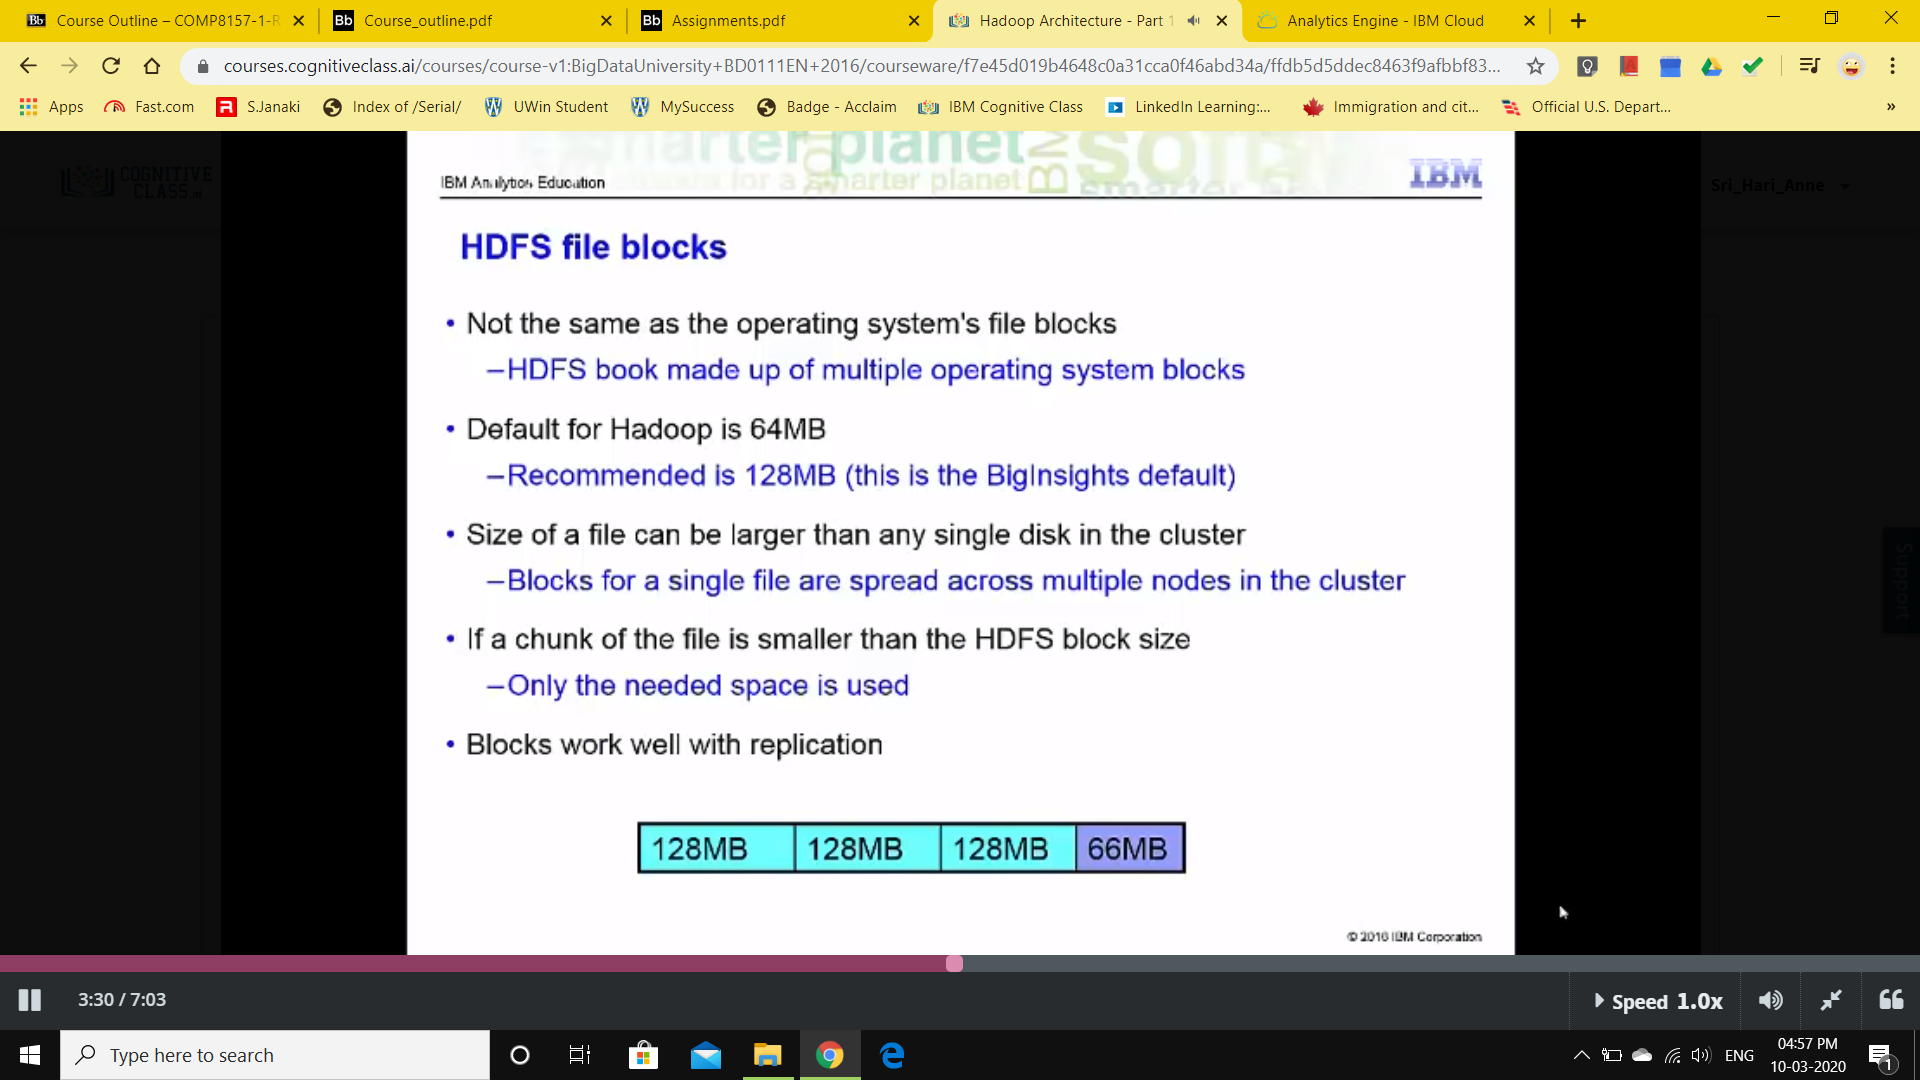 Course Outline – COMP8157-1-R
Course_outline.pdf
Assignments.pdf
Hadoop Architecture - Part 1
Analytics Engine - IBM Cloud
courses.cognitiveclass.ai/courses/course-v1:BigDataUniversity+BD0111EN+2016/courseware/f7e45d019b4648c0a31cca0f46abd34a/ffdb5d5ddec8463f9afbbf83...
Apps
Fast.com
S.Janaki
Index of /Serial/
UWin Student
MySuccess
Badge - Acclaim
IBM Cognitive Class
LinkedIn Learning:...
Immigration and cit...
Official U.S. Depart...
»
COGNITIVE
CLASS.ai
Sri_Hari_Anne
smarter planet
for a smarter planet
IBM Analytics Education
IBM
HDFS file blocks
• Not the same as the operating system's file blocks
–HDFS book made up of multiple operating system blocks
• Default for Hadoop is 64MB
–Recommended is 128MB (this is the BigInsights default)
• Size of a file can be larger than any single disk in the cluster
–Blocks for a single file are spread across multiple nodes in the cluster
• If a chunk of the file is smaller than the HDFS block size
–Only the needed space is used
• Blocks work well with replication
128MB 128MB 128MB 66MB
© 2016 IBM Corporation
Support
3:30 / 7:03
Speed 1.0x
Type here to search
ENG
04:57 PM
10-03-2020
1